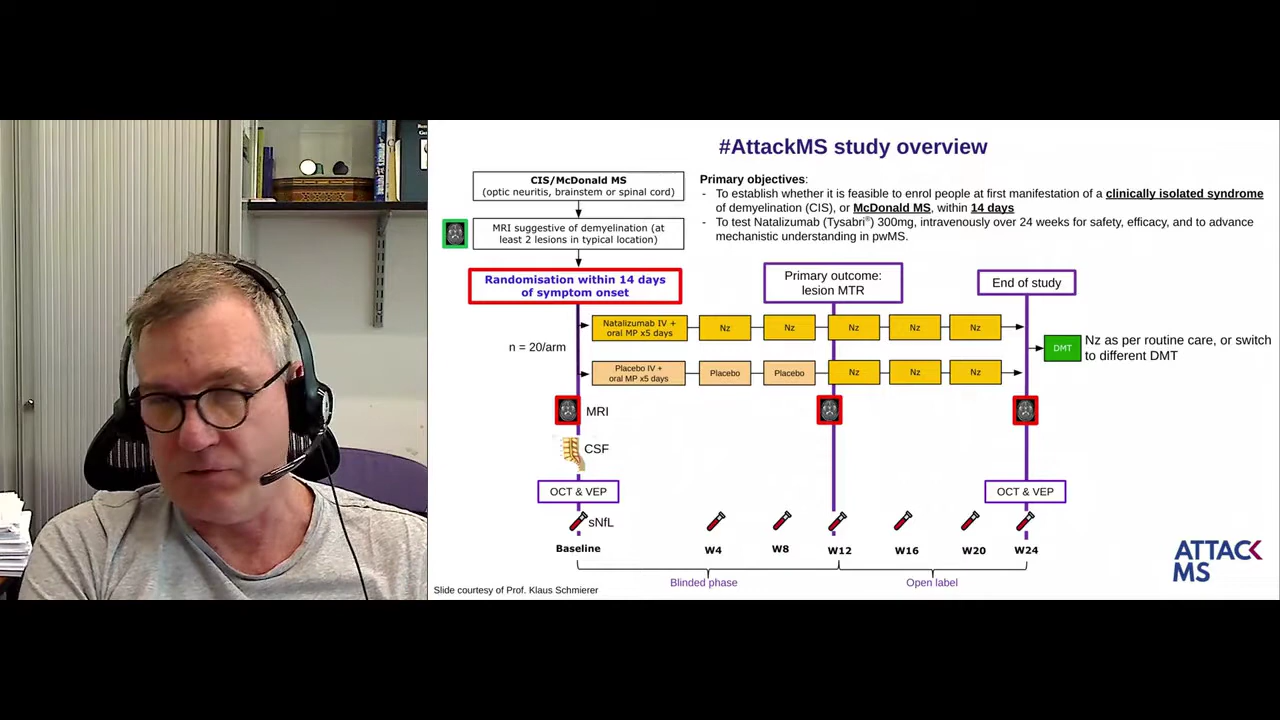 #AttackMS study overview
CIS/McDonald MS
(optic neuritis, brainstem or spinal cord)
MRI suggestive of demyelination (at
least 2 lesions in typical location)
Randomisation within 14 days
of symptom onset
Primary objectives:
- To establish whether it is feasible to enrol people at first manifestation of a clinically isolated syndrome
of demyelination (CIS), or McDonald MS, within 14 days
- To test Natalizumab (Tysabri®) 300mg, intravenously over 24 weeks for safety, efficacy, and to advance
mechanistic understanding in pwMS.
Primary outcome:
lesion MTR
End of study
n = 20/arm
Natalizumab IV +
oral MP x5 days
Nz
Nz
Nz
Nz
Nz
Placebo IV +
oral MP x5 days
Placebo
Placebo
Nz
Nz
Nz
DMT
Nz as per routine care, or switch
to different DMT
MRI
CSF
OCT & VEP
OCT & VEP
sNfL
Baseline
W4
W8
W12
W16
W20
W24
Blinded phase
Open label
Slide courtesy of Prof. Klaus Schmierer
ATTACK
MS